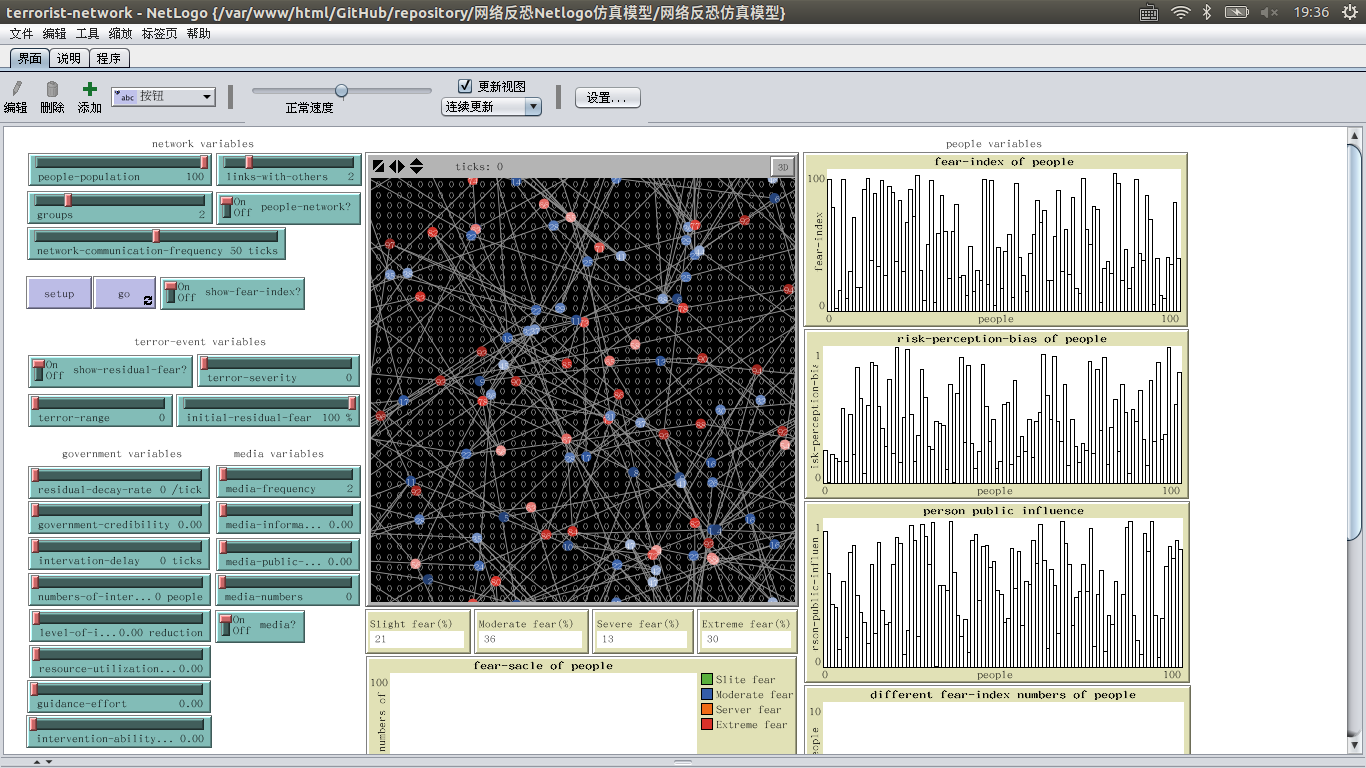 terrorist-network - NetLogo {/var/www/html/GitHub/repository/网络反恐Netlogo仿真模型/网络反恐仿真模型}
19:36
文件 编辑 工具 缩放 标签页 帮助
界面 说明 程序
编辑 删除 添加
abc 按钮
正常速度
更新视图
连续更新
设置...
network variables
people-population 100
links-with-others 2
groups 2
On
Off
people-network?
network-communication-frequency 50 ticks
setup
go
On
Off
show-fear-index?
terror-event variables
On
Off
show-residual-fear?
terror-severity 0
terror-range 0
initial-residual-fear 100 %
government variables
media variables
residual-decay-rate 0 /tick
media-frequency 2
government-credibility 0.00
media-informa... 0.00
intervation-delay 0 ticks
media-public-... 0.00
numbers-of-inter... 0 people
media-numbers 0
level-of-i...0.00 reduction
On
Off
media?
resource-utilization...0.00
guidance-effort 0.00
intervention-ability... 0.00
ticks: 0
3D
Slight fear(%)
21
Moderate fear(%)
36
Severe fear(%)
13
Extreme fear(%)
30
fear-sacle of people
100
numbers of
Slite fear
Moderate fear
Server fear
Extreme fear
people variables
fear-index of people
100
fear-index
0
0
people
100
risk-perception-bias of people
1
isk-perception-bia
0
0
people
100
person public influence
1
rson-public-influen
0
0
people
100
different fear-index numbers of people
10
people